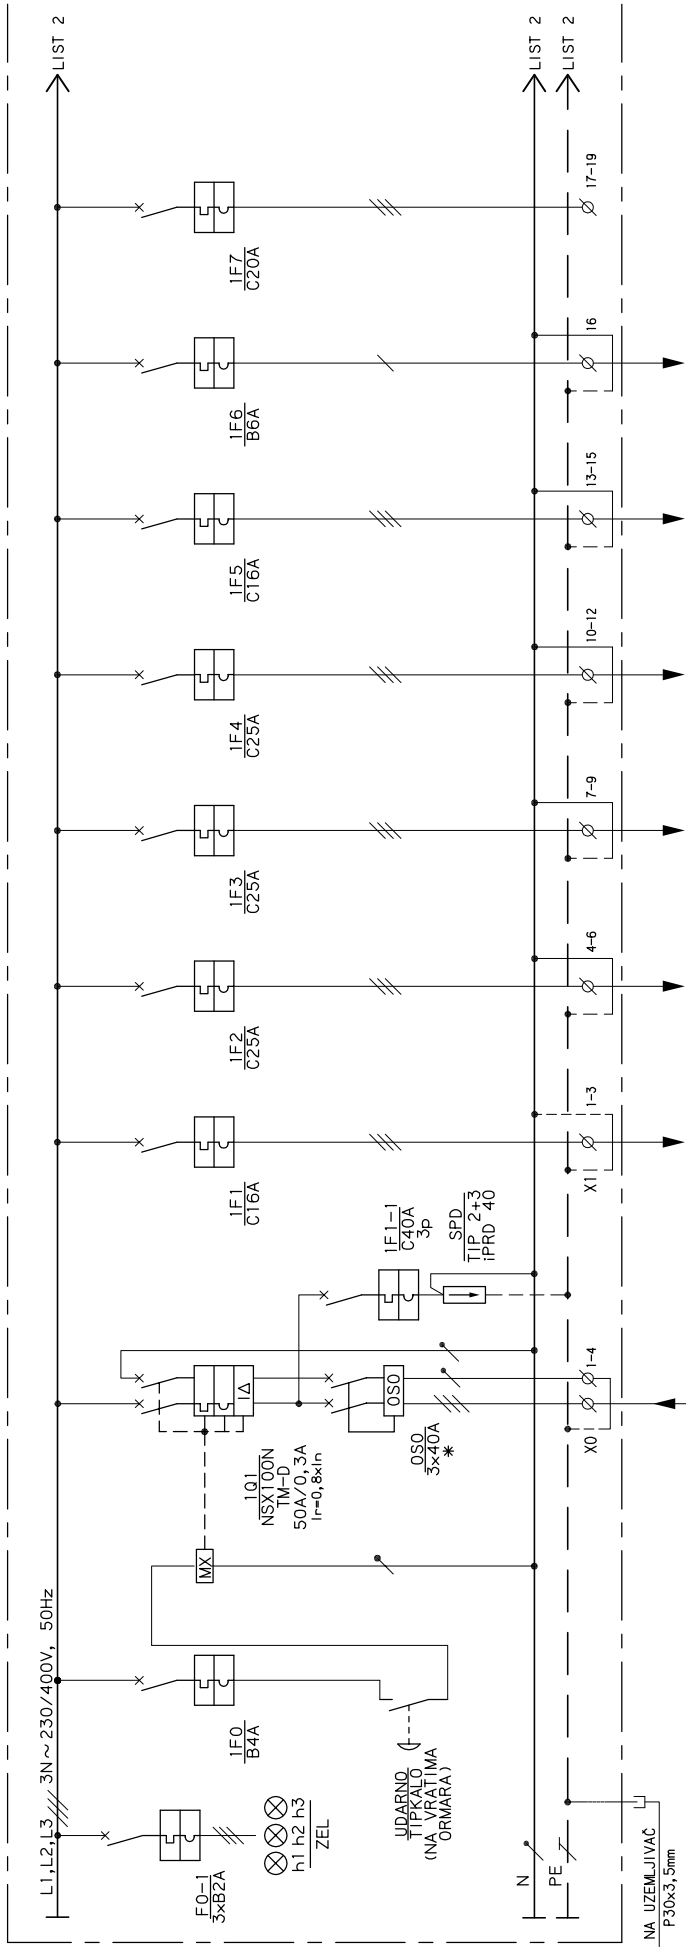 L1,L2,L3 3N~230/400V, 50Hz
LIST 2
F0-1
3xB2A
h1 h2 h3
ZEL
1F0
B4A
UDARNO
TIPKALO
(NA VRATIMA
ORMARA)
MX
1Q1
NSX100N
TM-D
50A/0,3A
Ir=0,8xIn
I∆
OSO
OSO
3x40A
*
1F1-1
C40A
3p
SPD
TIP 2+3
iPRD 40
1F1
C16A
1F2
C25A
1F3
C25A
1F4
C25A
1F5
C16A
1F6
B6A
1F7
C20A
N
LIST 2
PE
LIST 2
X0
1-4
X1
1-3
4-6
7-9
10-12
13-15
16
17-19
NA UZEMLJIVAČ
P30x3,5mm